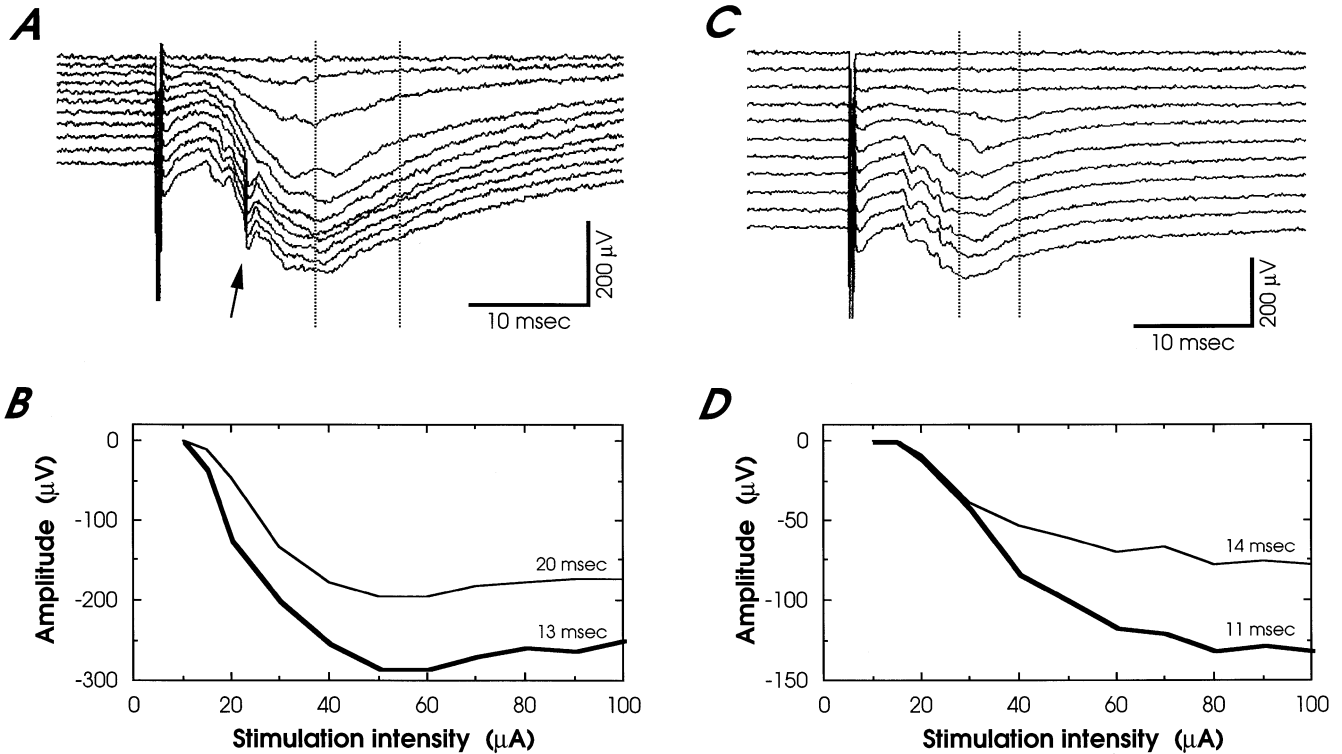 A
C
200 µV
10 msec
200 µV
10 msec
B
D
Amplitude (µV)
0
-100
-200
-300
20 msec
13 msec
0
20
40
60
80
100
Stimulation intensity (µA)
Amplitude (µV)
0
-50
-100
-150
14 msec
11 msec
0
20
40
60
80
100
Stimulation intensity (µA)